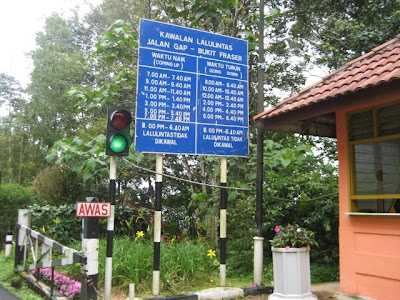 KAWALAN LALULINTAS
JALAN GAP - BUKIT FRASER
WAKTU NAIK
(COMING UP)
7.00 AM - 7.40 AM
9.00 AM - 9.40 AM
11.00 AM - 11.40 AM
1.00 PM - 1.40 PM
3.00 PM - 3.40 PM
5.00 PM - 5.40 PM
8.00 PM - 6.40 AM
LALULINTAS TIDAK
DIKAWAL
WAKTU TURUN
(GOING DOWN)
8.00 AM - 8.40 AM
10.00 AM - 10.40 AM
12.00 PM - 12.40 PM
2.00 PM - 2.40 PM
4.00 PM - 4.40 PM
6.00 PM - 6.40 PM
8.00 PM - 6.40 AM
LALULINTAS TIDAK
DIKAWAL
AWAS